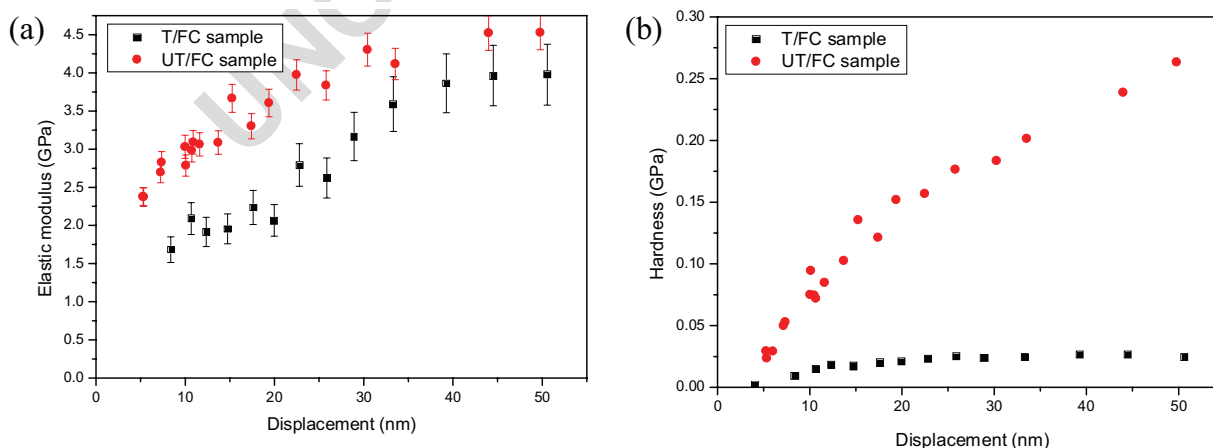 (a)
T/FC sample
UT/FC sample
Elastic modulus (GPa)
4.5
4.0
3.5
3.0
2.5
2.0
1.5
1.0
0.5
0.0
0 10 20 30 40 50
Displacement (nm)
UNC
(b)
T/FC sample
UT/FC sample
Hardness (GPa)
0.30
0.25
0.20
0.15
0.10
0.05
0.00
0 10 20 30 40 50
Displacement (nm)